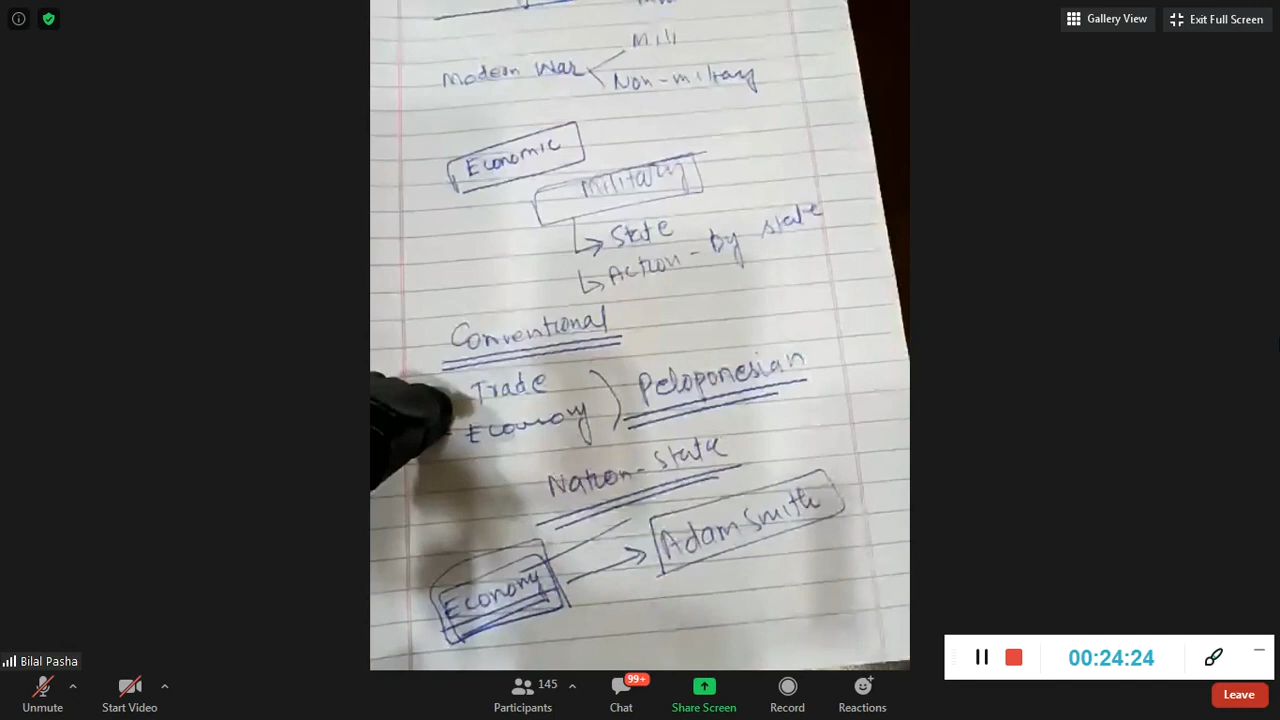 Gallery View
Exit Full Screen
Mili
Modern War
Non-miltary
Economic
Military
State
Action - by state
Conventional
Trade
Economy
Peloponesian
Nation-state
Adam Smith
Economy
Bilal Pasha
00:24:24
Unmute
Start Video
145
Participants
99+
Chat
Share Screen
Record
Reactions
Leave